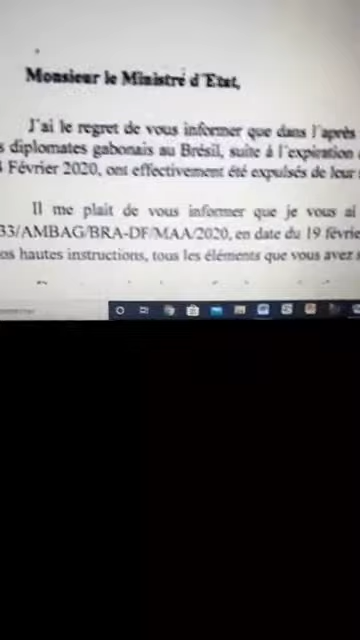 Monsieur le Ministre d'Etat,
J'ai le regret de vous informer que dans l'après
s diplomates gabonais au Brésil, suite à l'expiration
Février 2020, ont effectivement été expulsés de leur
Il me plait de vous informer que je vous ai
33/AMBAG/BRA-DF/MAA/2020, en date du 19 févrie
os hautes instructions, tous les éléments que vous avez s